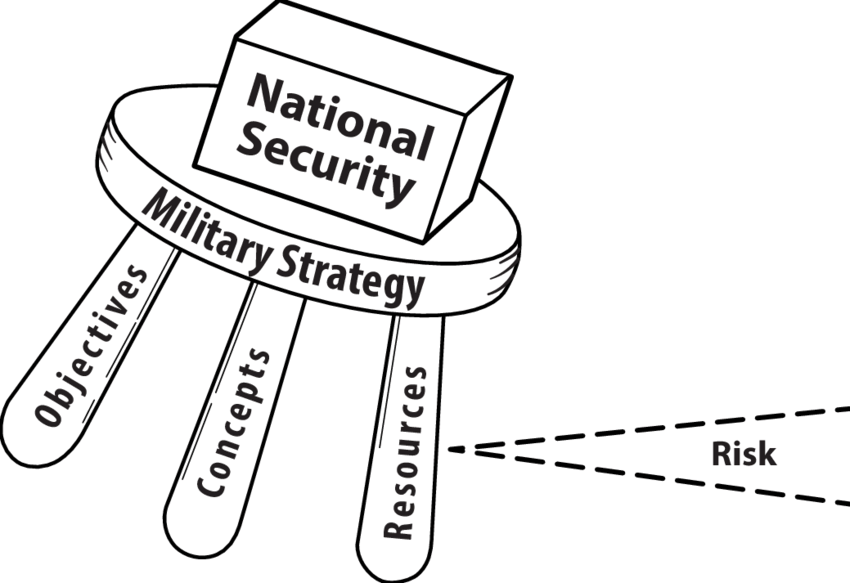 National
Security
Military Strategy
Objectives
Concepts
Resources
Risk